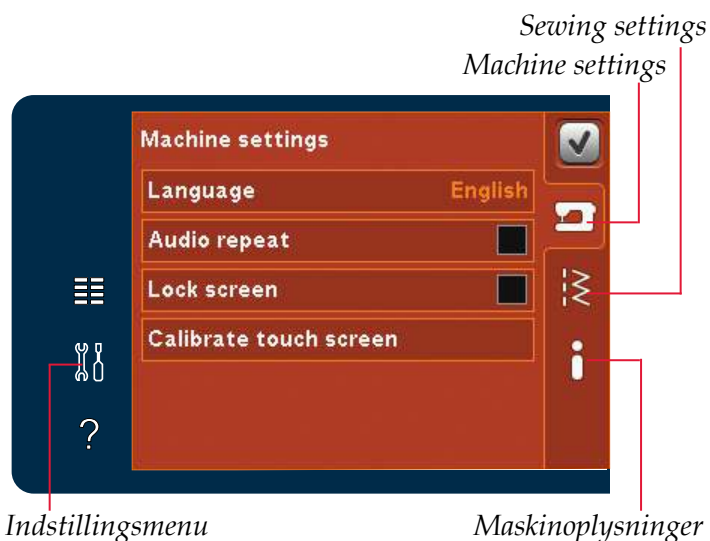 Sewing settings
Machine settings
Machine settings
Language English
Audio repeat
Lock screen
Calibrate touch screen
?
Indstillingsmenu Maskinoplysninger